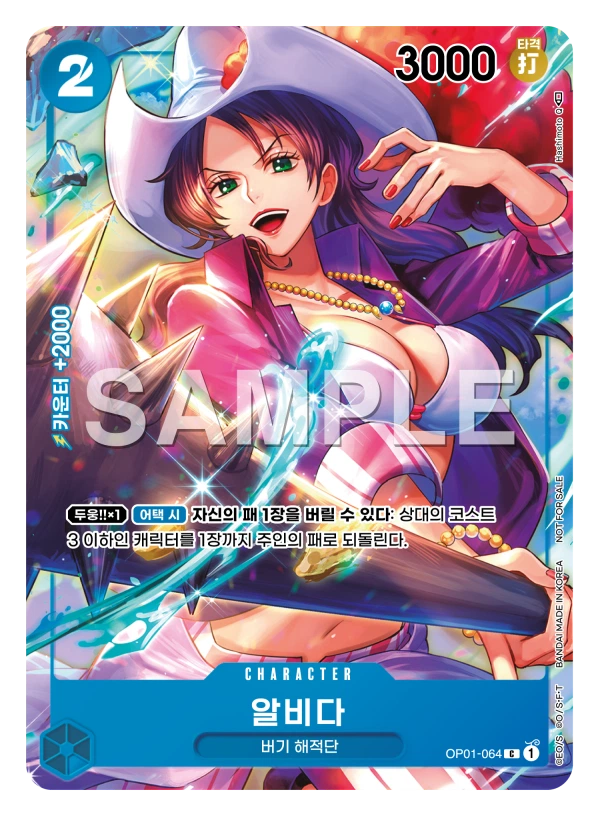 2
3000
타격
打
Hashimoto Q
카운터 +2000
SAMPLE
두웅!!×1 어택 시 자신의 패 1장을 버릴 수 있다: 상대의 코스트
3 이하인 캐릭터를 1장까지 주인의 패로 되돌린다.
CHARACTER
알비다
버기 해적단
OP01-064 C 1
©E.O/S. ©O/S·F·T BANDAI MADE IN KOREA NOT FOR SALE